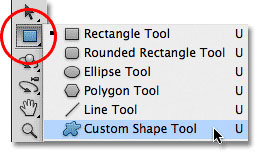 Rectangle Tool U
Rounded Rectangle Tool U
Ellipse Tool U
Polygon Tool U
Line Tool U
Custom Shape Tool U